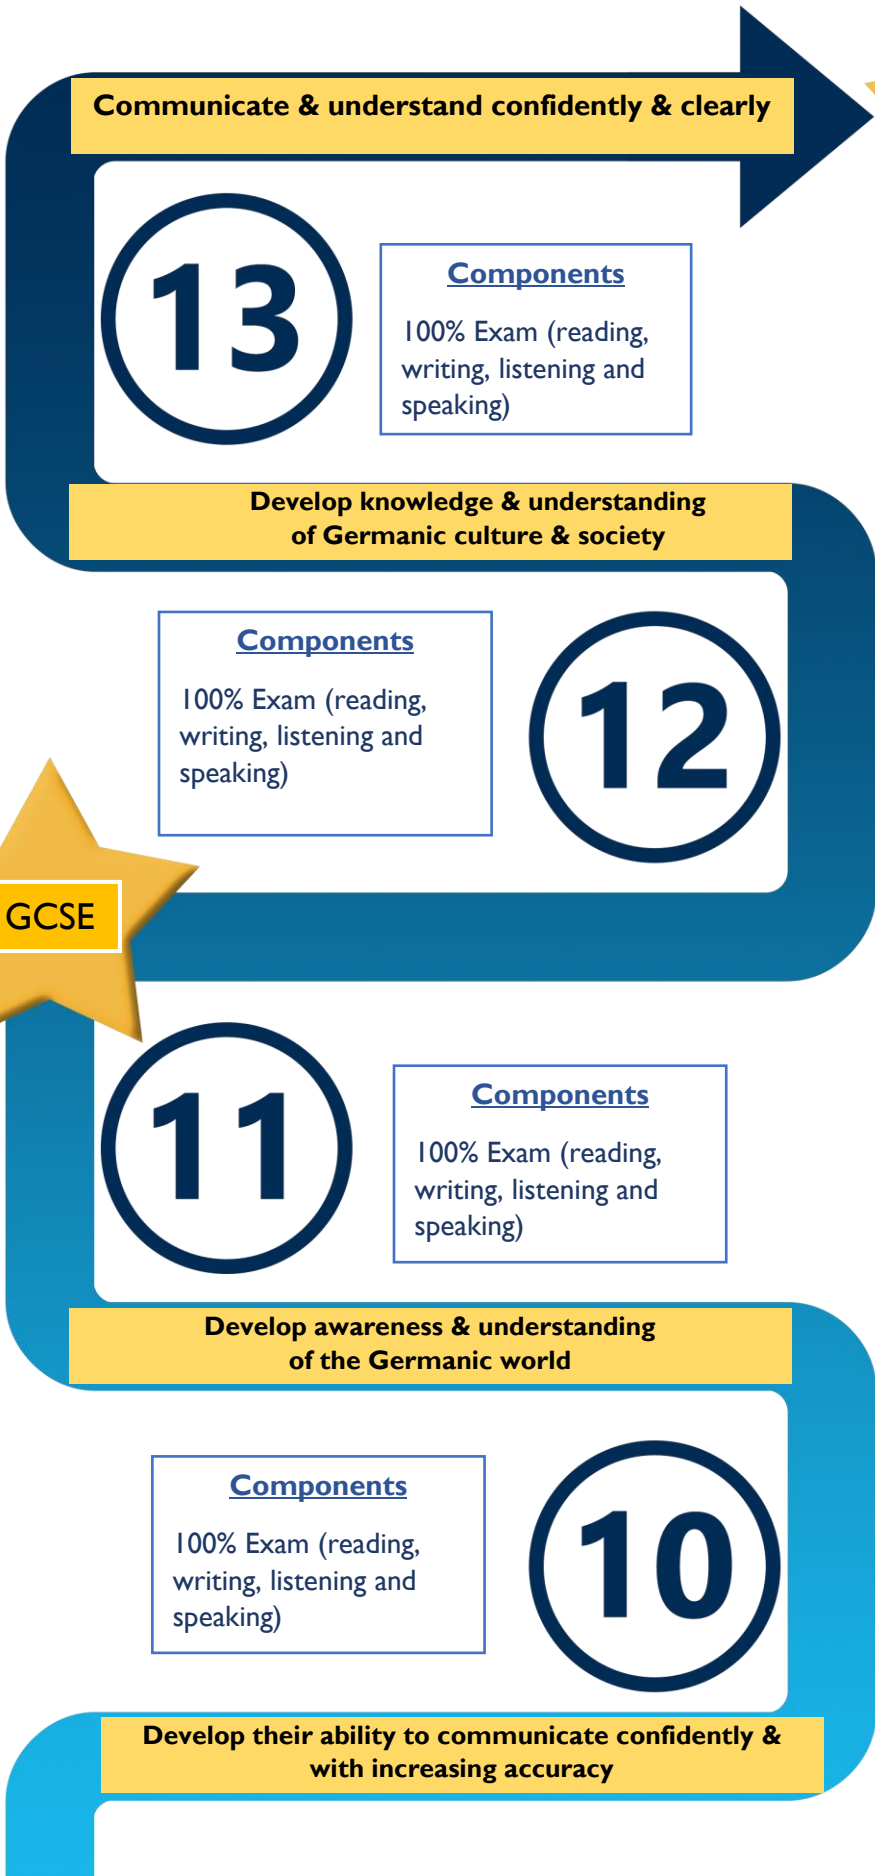 Communicate & understand confidently & clearly
13
Components
100% Exam (reading,
writing, listening and
speaking)
Develop knowledge & understanding
of Germanic culture & society
Components
100% Exam (reading,
writing, listening and
speaking)
12
GCSE
11
Components
100% Exam (reading,
writing, listening and
speaking)
Develop awareness & understanding
of the Germanic world
Components
100% Exam (reading,
writing, listening and
speaking)
10
Develop their ability to communicate confidently &
with increasing accuracy